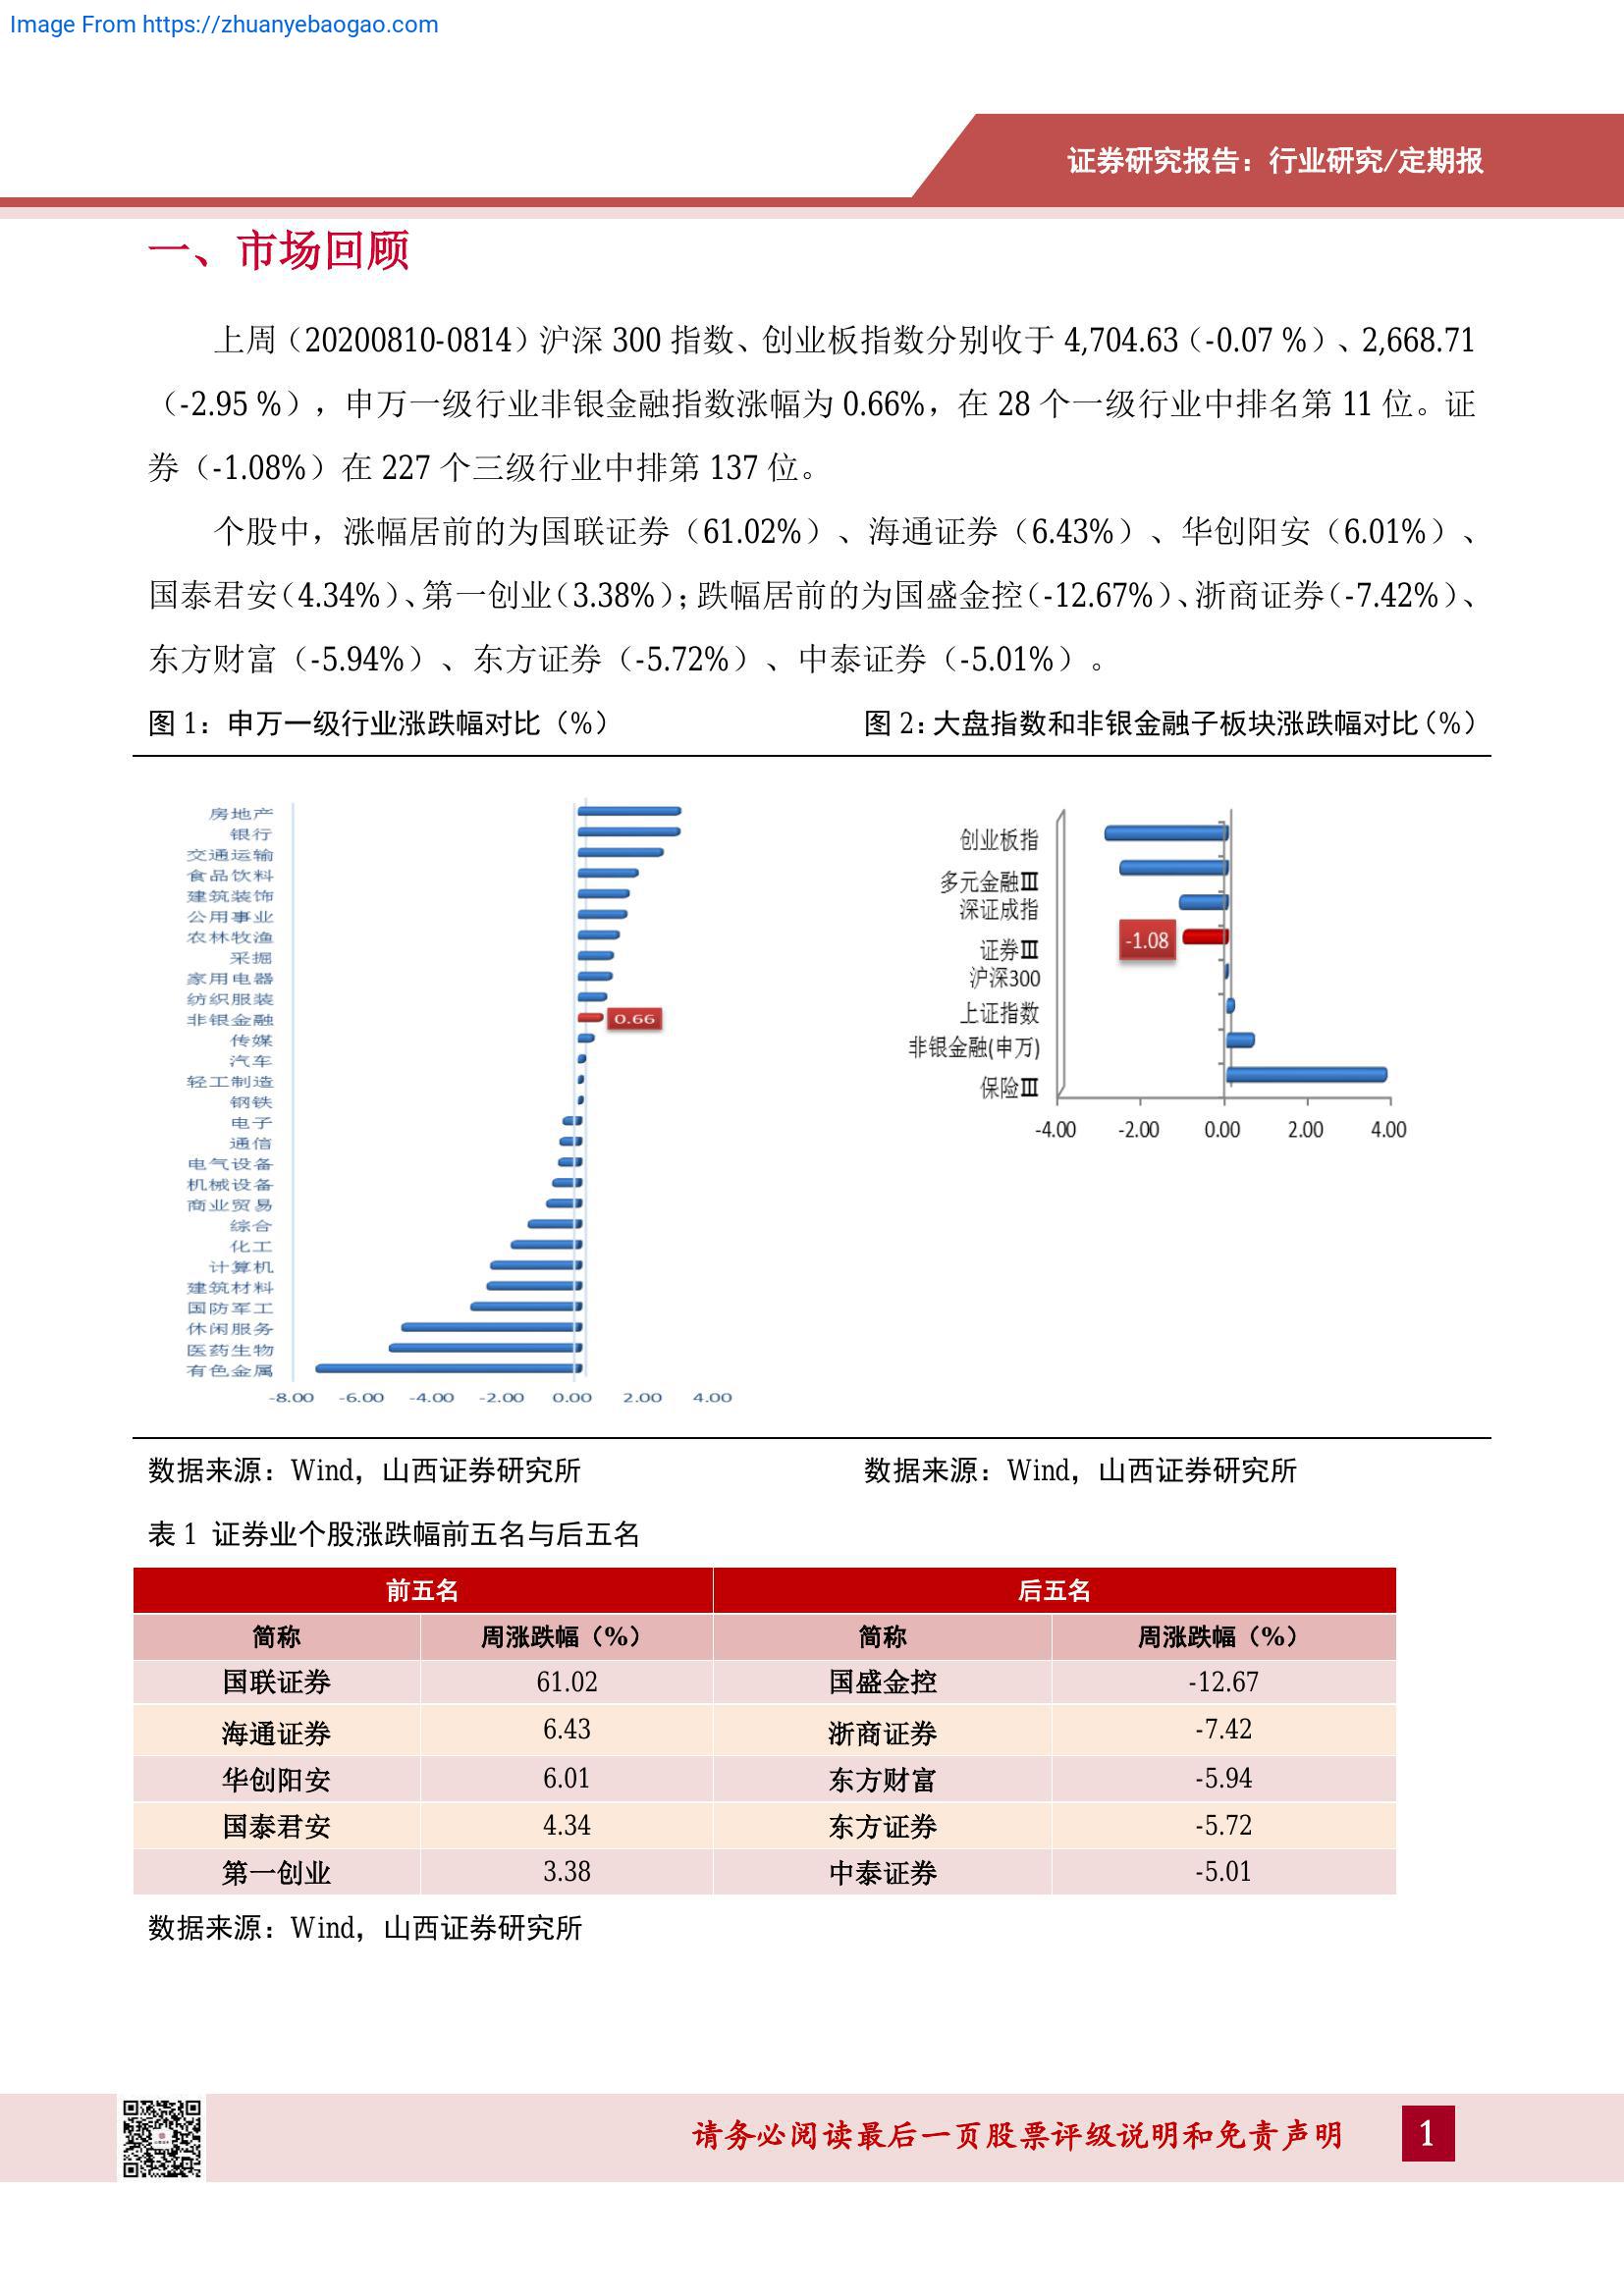 Image From https://zhuanyebaogao.com
证券研究报告：行业研究/定期报
一、市场回顾
上周（20200810-0814）沪深 300 指数、创业板指数分别收于 4,704.63（-0.07 %）、2,668.71
（-2.95 %），申万一级行业非银金融指数涨幅为 0.66%，在 28 个一级行业中排名第 11 位。证
券（-1.08%）在 227 个三级行业中排第 137 位。
个股中，涨幅居前的为国联证券（61.02%）、海通证券（6.43%）、华创阳安（6.01%）、
国泰君安（4.34%）、第一创业（3.38%）；跌幅居前的为国盛金控（-12.67%）、浙商证券（-7.42%）、
东方财富（-5.94%）、东方证券（-5.72%）、中泰证券（-5.01%）。
图 1：申万一级行业涨跌幅对比（%）
房地产
银行
交通运输
食品饮料
建筑装饰
公用事业
农林牧渔
采掘
家用电器
纺织服装
非银金融 0.66
传媒
汽车
轻工制造
钢铁
电子
通信
电气设备
机械设备
商业贸易
综合
化工
计算机
建筑材料
国防军工
休闲服务
医药生物
有色金属
-8.00 -6.00 -4.00 -2.00 0.00 2.00 4.00
数据来源：Wind，山西证券研究所
图 2：大盘指数和非银金融子板块涨跌幅对比（%）
创业板指
多元金融Ⅲ
深证成指
证券Ⅲ -1.08
沪深300
上证指数
非银金融(申万)
保险Ⅲ
-4.00 -2.00 0.00 2.00 4.00
数据来源：Wind，山西证券研究所
表 1 证券业个股涨跌幅前五名与后五名
前五名 后五名
简称 周涨跌幅（%） 简称 周涨跌幅（%）
国联证券 61.02 国盛金控 -12.67
海通证券 6.43 浙商证券 -7.42
华创阳安 6.01 东方财富 -5.94
国泰君安 4.34 东方证券 -5.72
第一创业 3.38 中泰证券 -5.01
数据来源：Wind，山西证券研究所
请务必阅读最后一页股票评级说明和免责声明 1